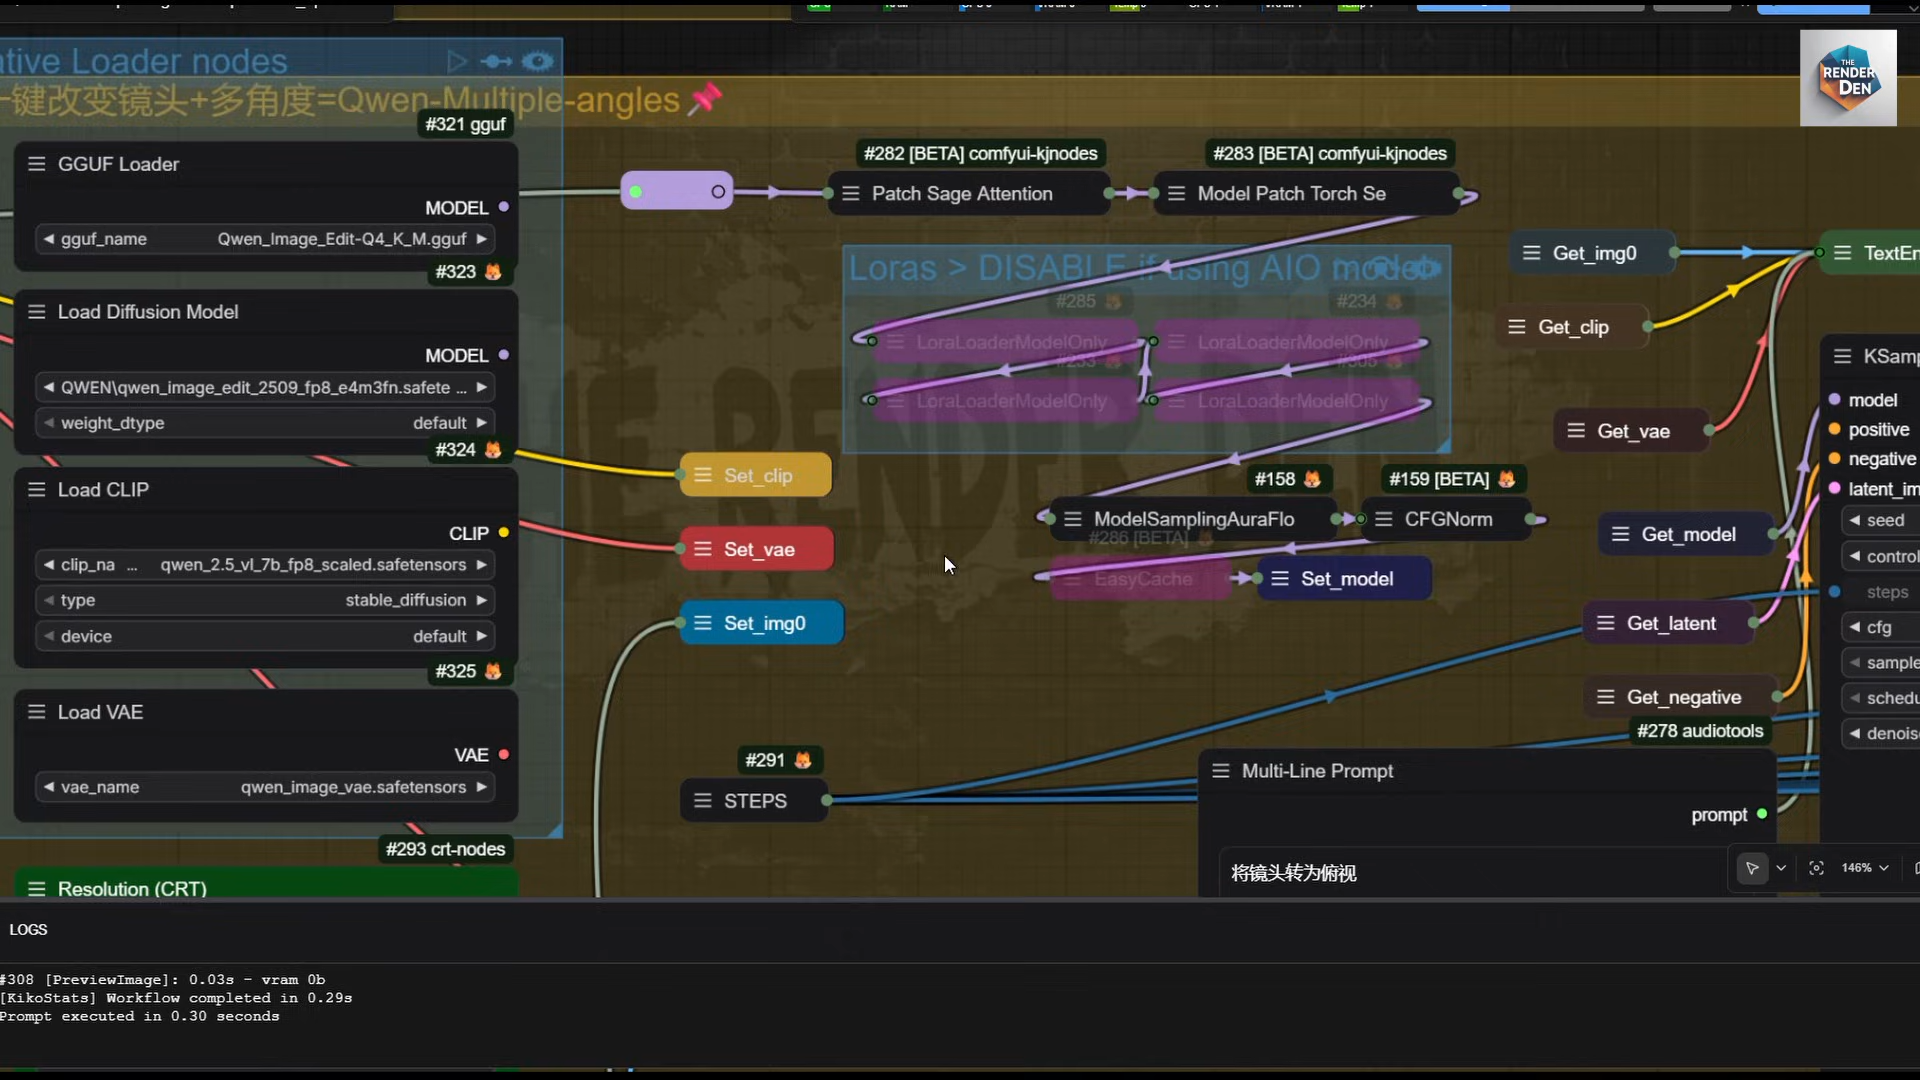 ative Loader nodes
一键改变镜头+多角度=Qwen-Multiple-angles
THE RENDER DEN
#321 gguf
GGUF Loader
MODEL
gguf_name Qwen_Image_Edit-Q4_K_M.gguf
#323
Load Diffusion Model
MODEL
QWEN\qwen_image_edit_2509_fp8_e4m3fn.safete ...
weight_dtype default
#324
Load CLIP
CLIP
clip_na ... qwen_2.5_vl_7b_fp8_scaled.safetensors
type stable_diffusion
device default
#325
Load VAE
VAE
vae_name qwen_image_vae.safetensors
#293 crt-nodes
Resolution (CRT)
#282 [BETA] comfyui-kjnodes
Patch Sage Attention
#283 [BETA] comfyui-kjnodes
Model Patch Torch Se
Loras > DISABLE if using AIO model
#285
#234
LoraLoaderModelOnly
LoraLoaderModelOnly
#233
LoraLoaderModelOnly
LoraLoaderModelOnly
Set_clip
Set_vae
Set_img0
#158
ModelSamplingAuraFlo
#159 [BETA]
CFGNorm
#286 [BETA]
EasyCache
Set_model
#291
STEPS
Get_img0
Get_clip
Get_vae
Get_model
Get_latent
Get_negative
#278 audiotools
Multi-Line Prompt
prompt
将镜头转为俯视
TextEn
KSamp
model
positive
negative
latent_im
seed
control
steps
cfg
sample
schedu
denois
146%
LOGS
#308 [PreviewImage]: 0.03s - vram 0b
[KikoStats] Workflow completed in 0.29s
Prompt executed in 0.30 seconds